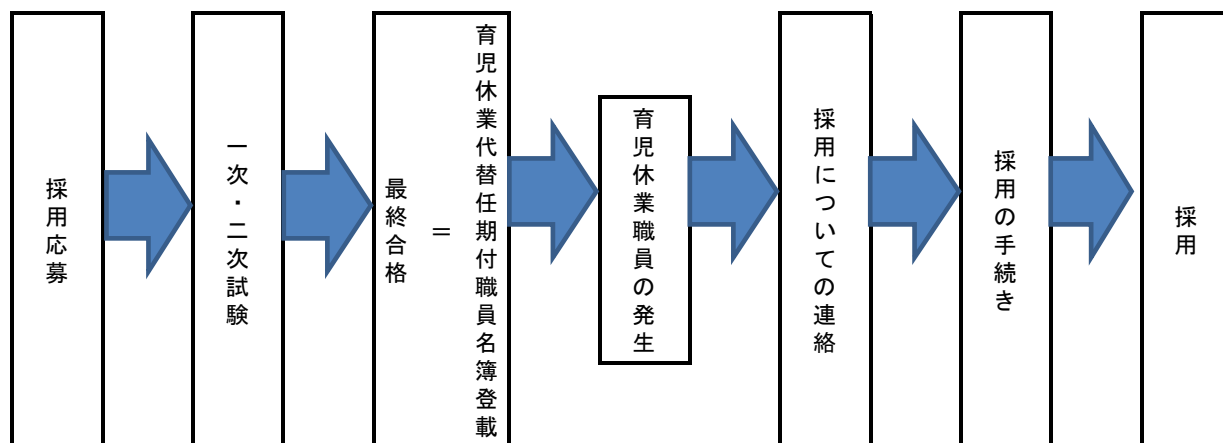 採用応募
一次・二次試験
最終合格
＝
育児休業代替任期付職員名簿登載
育児休業職員の発生
採用についての連絡
採用の手続き
採用